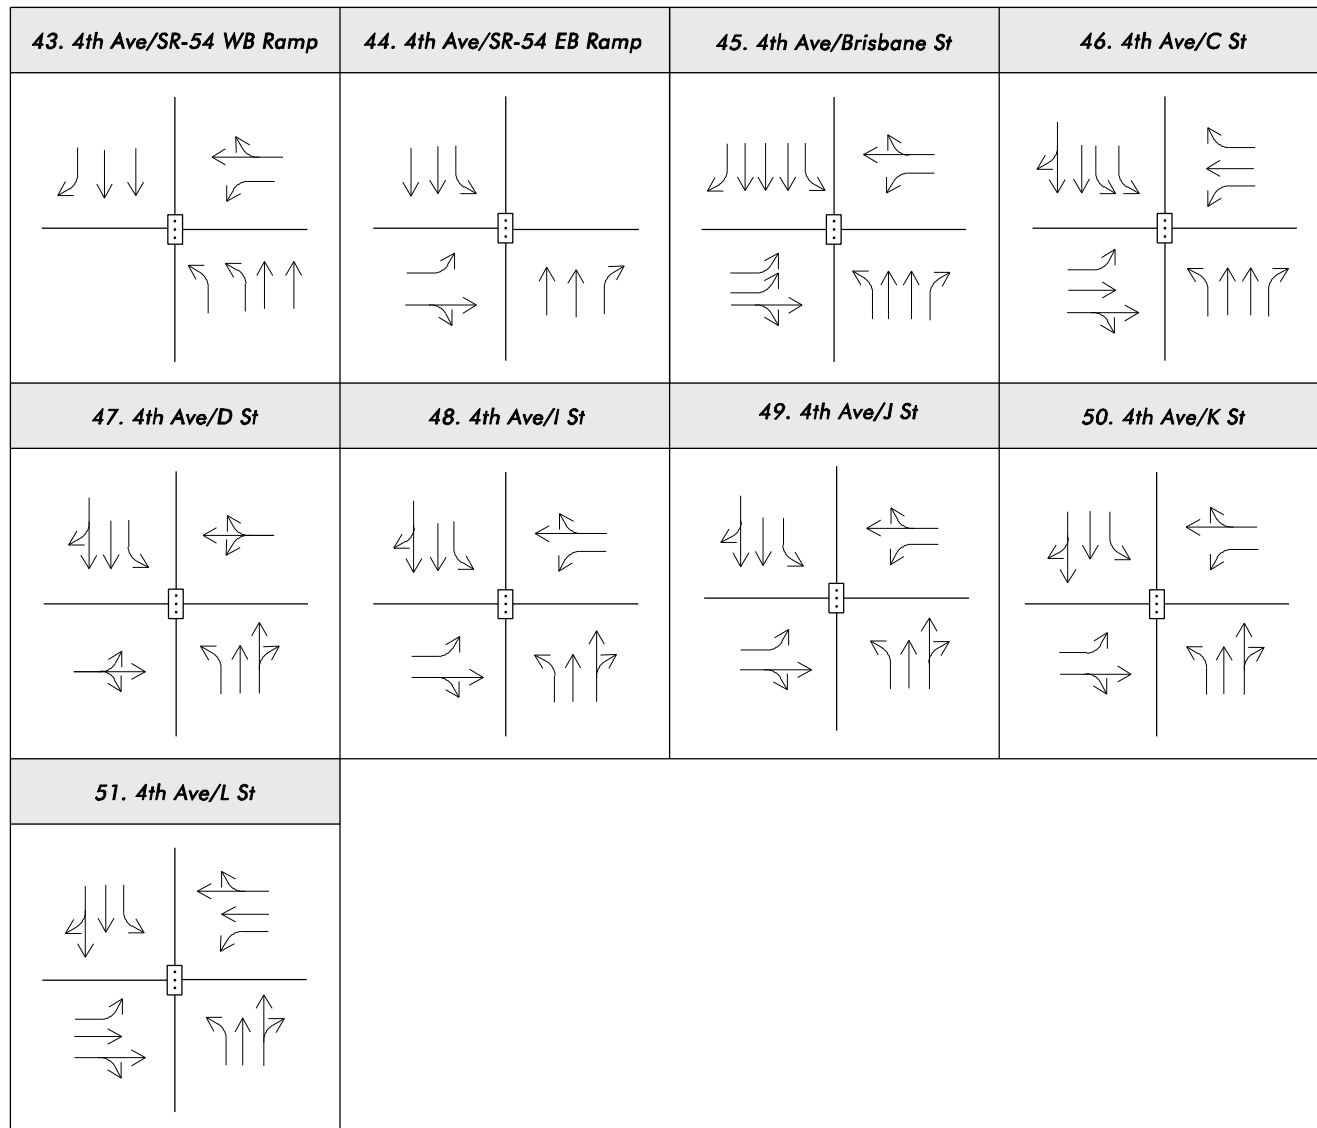 43. 4th Ave/SR-54 WB Ramp
44. 4th Ave/SR-54 EB Ramp
45. 4th Ave/Brisbane St
46. 4th Ave/C St
47. 4th Ave/D St
48. 4th Ave/I St
49. 4th Ave/J St
50. 4th Ave/K St
51. 4th Ave/L St